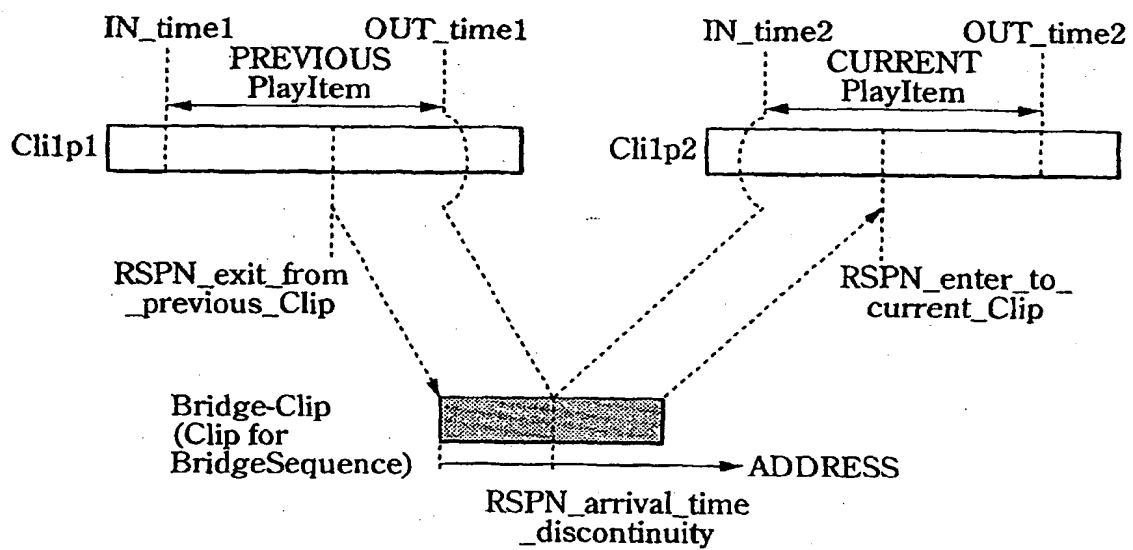 IN_time1
OUT_time1
PREVIOUS
PlayItem
Cli1p1
IN_time2
OUT_time2
CURRENT
PlayItem
Cli1p2
RSPN_exit_from
_previous_Clip
RSPN_enter_to_
current_Clip
Bridge-Clip
(Clip for
BridgeSequence)
ADDRESS
RSPN_arrival_time
_discontinuity